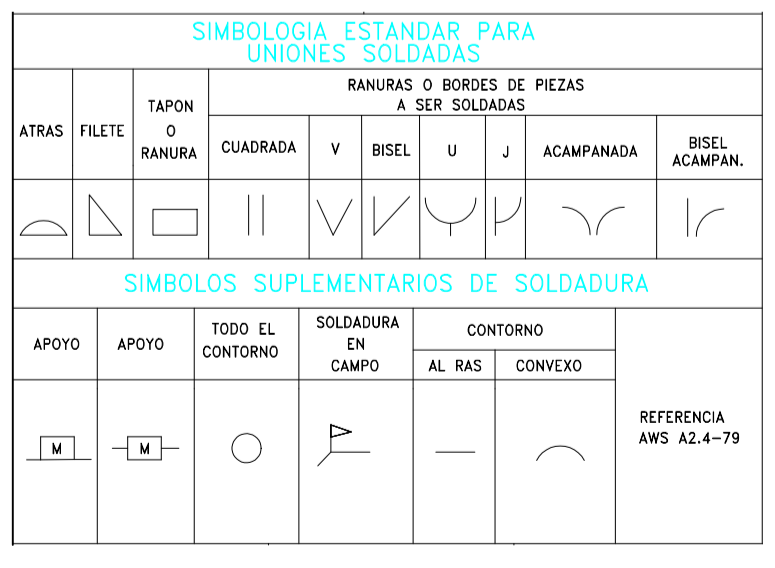 SIMBOLOGIA ESTANDAR PARA
UNIONES SOLDADAS
ATRAS
FILETE
TAPON
O
RANURA
RANURAS O BORDES DE PIEZAS
A SER SOLDADAS
CUADRADA
V
BISEL
U
J
ACAMPANADA
BISEL
ACAMPAN.
SIMBOLOS SUPLEMENTARIOS DE SOLDADURA
APOYO
APOYO
TODO EL
CONTORNO
SOLDADURA
EN
CAMPO
CONTORNO
AL RAS
CONVEXO
M
M
REFERENCIA
AWS A2.4-79